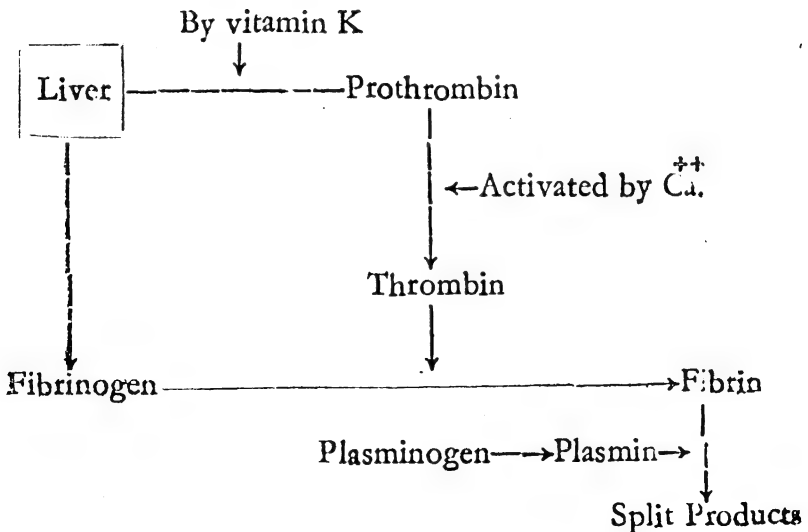 By vitamin K
Liver Prothrombin
Activated by Ca.++
Thrombin
Fibrinogen Fibrin
Plasminogen Plasmin
Split Products